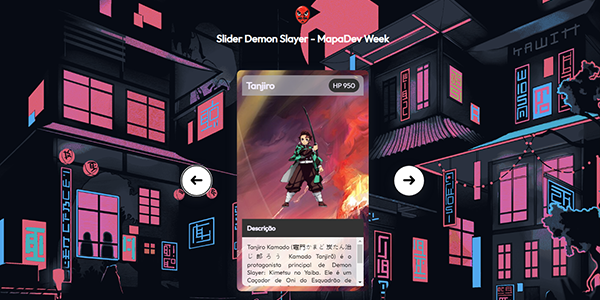 Slider Demon Slayer - MapaDev Week
Tanjiro
HP 950
Descrição
Tanjiro Kamado (竈門かまど 炭たん治
じ郎ろう Kamado Tanjirō) é o
protagonista principal de Demon
Slayer: Kimetsu no Yaiba. Ele é um
Caçador de Oni do Esquadrão de